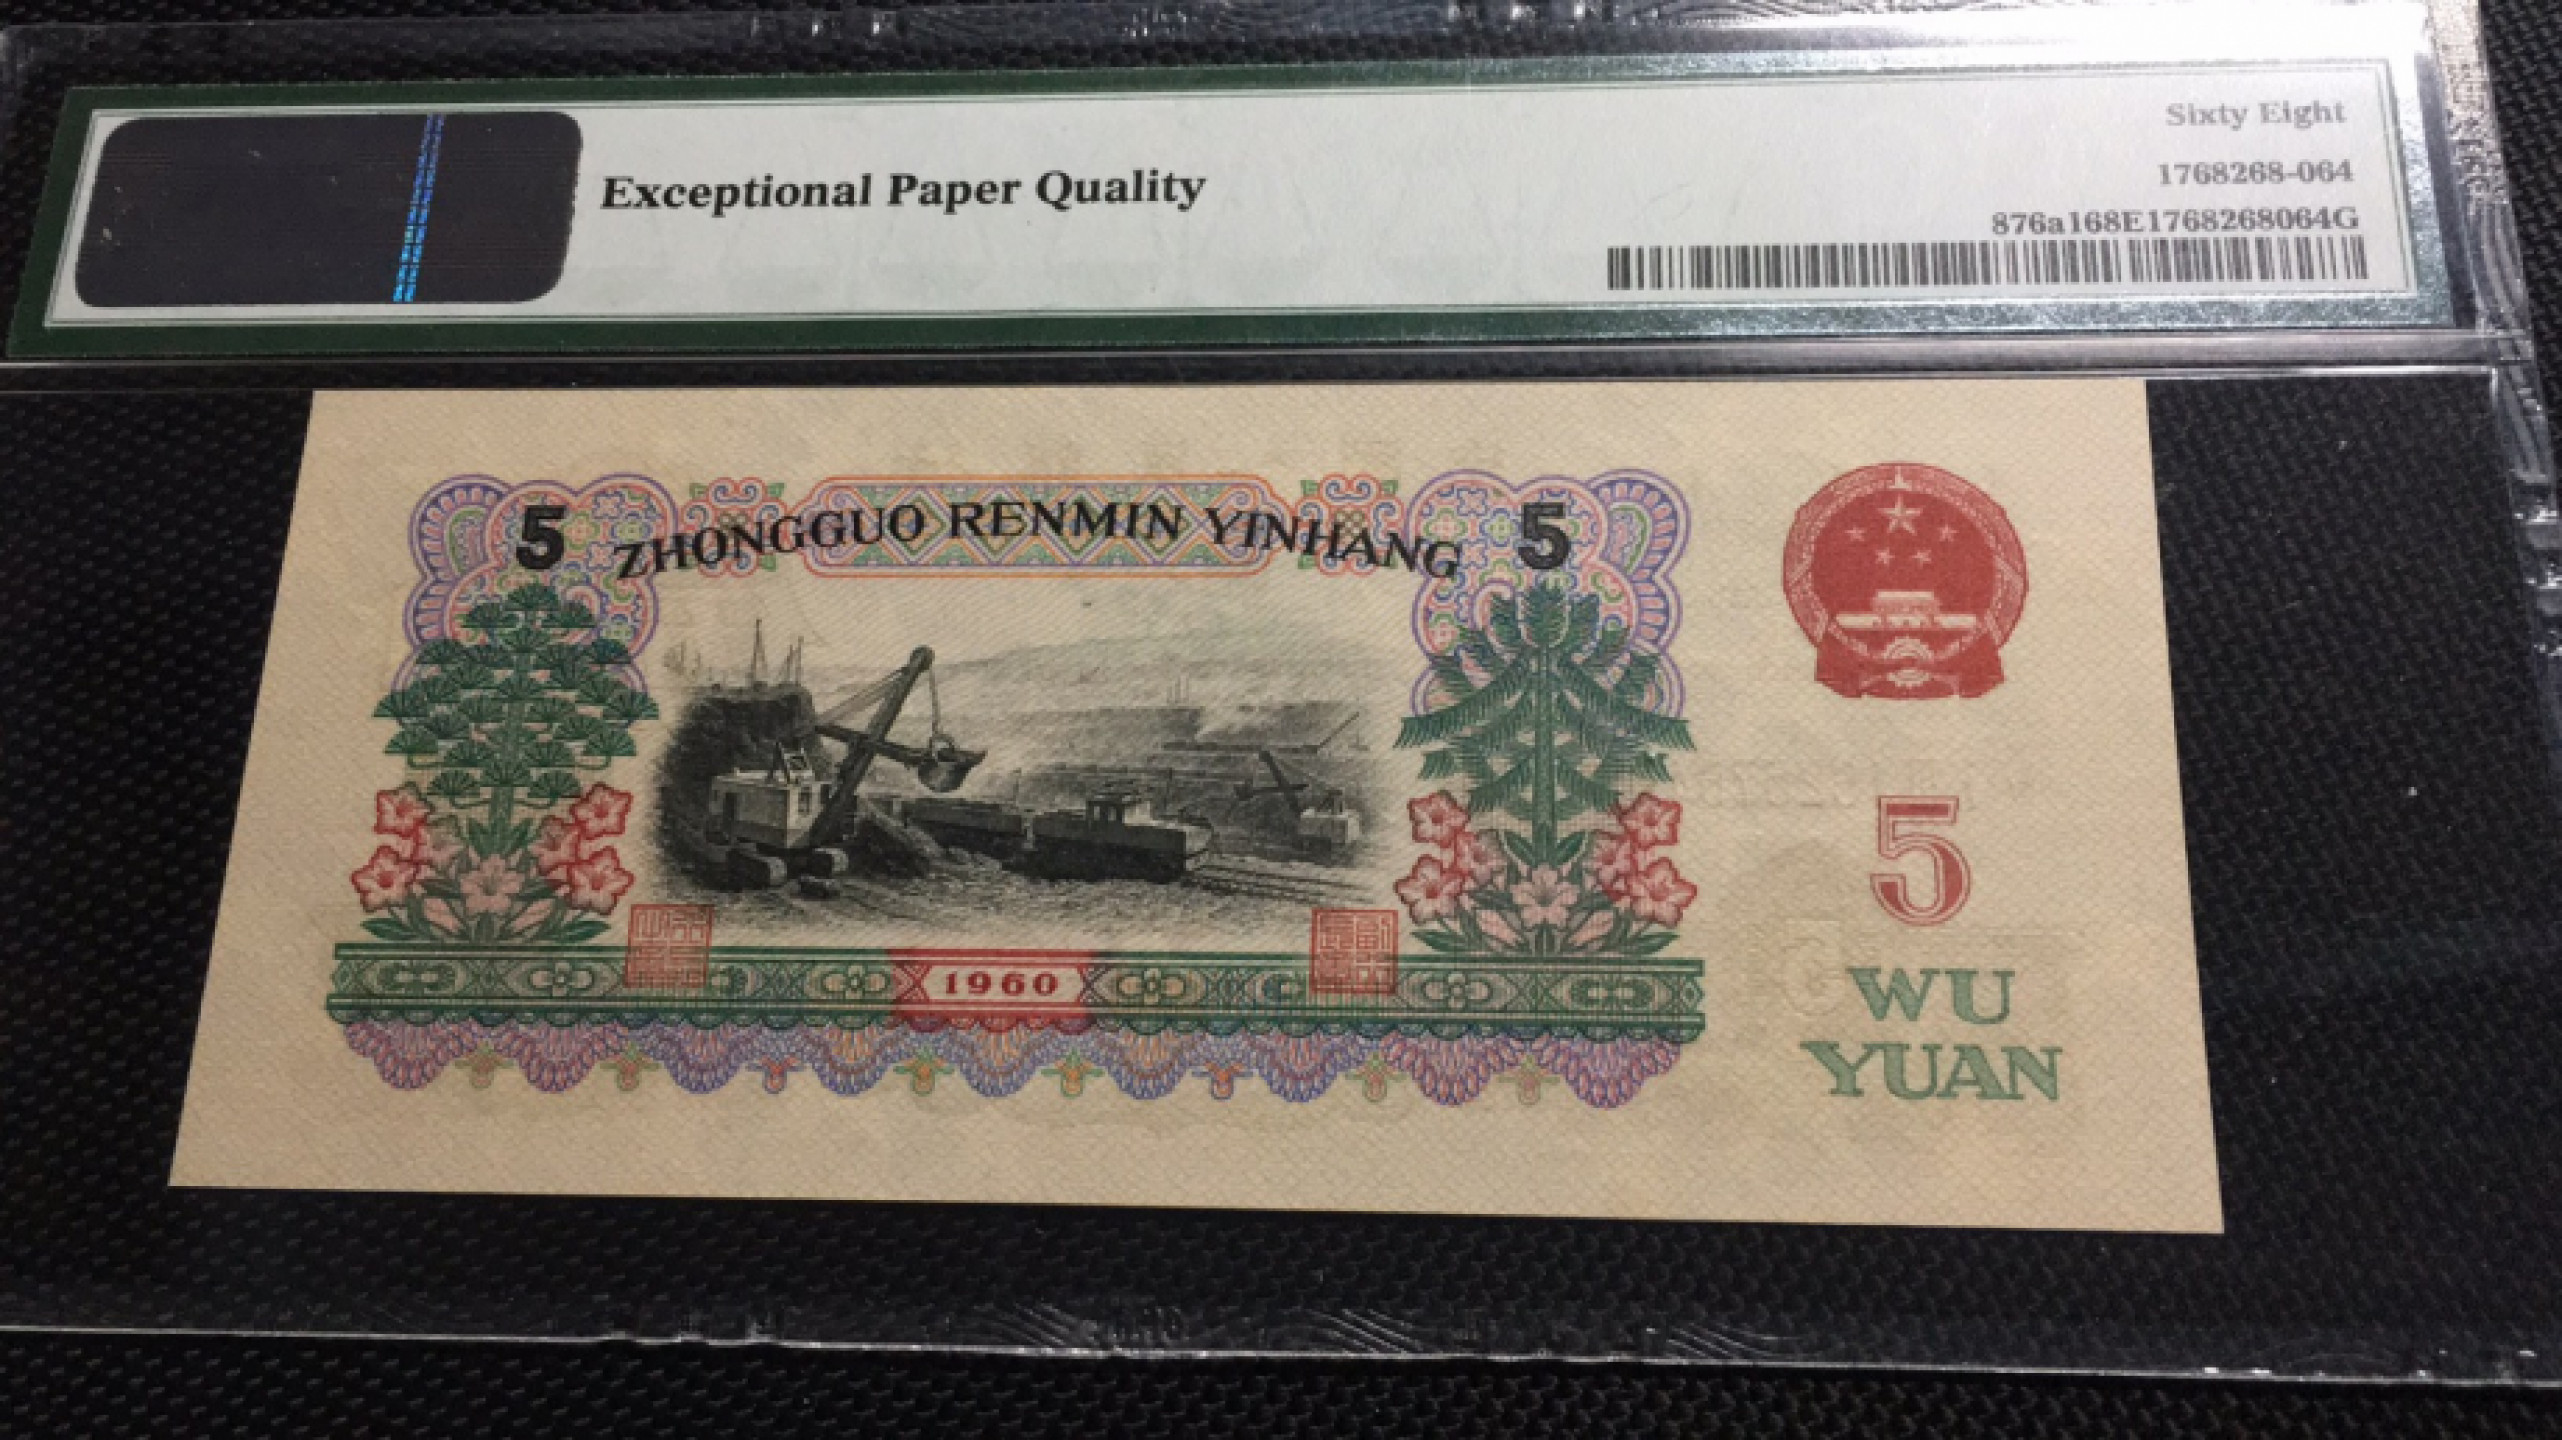 Sixty Eight
Exceptional Paper Quality
1768268-064
876a168E1768268064G
5 ZHONGGUO RENMIN YINHANG 5
5
1960
WU
YUAN